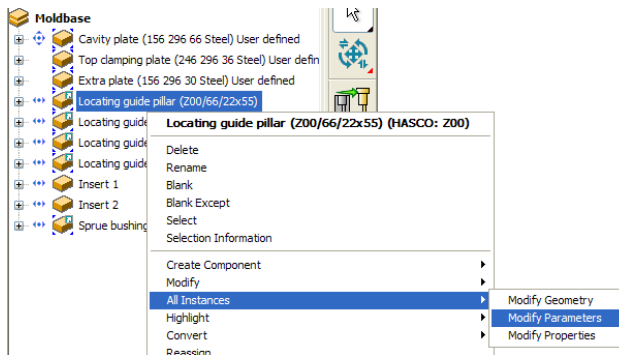 Moldbase
Cavity plate (156 296 66 Steel) User defined
Top clamping plate (246 296 36 Steel) User defin
Extra plate (156 296 30 Steel) User defined
Locating guide pillar (Z00/66/22x55)
Locating guide
Locating guide
Locating guide
Insert 1
Insert 2
Sprue bushing
Locating guide pillar (Z00/66/22x55) (HASCO: Z00)
Delete
Rename
Blank
Blank Except
Select
Selection Information
Create Component
Modify
All Instances
Highlight
Convert
Reassign
Modify Geometry
Modify Parameters
Modify Properties